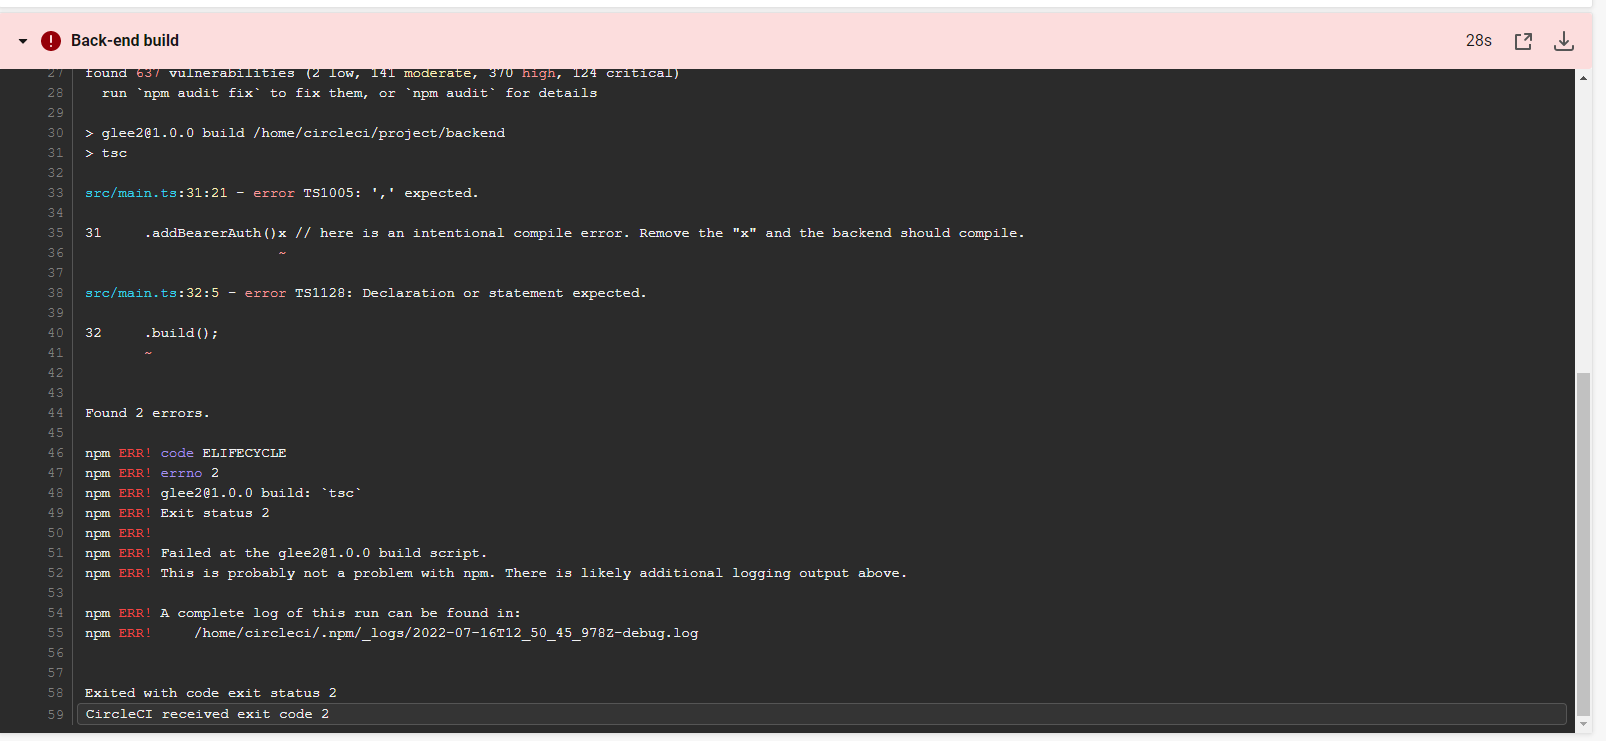 Back-end build 28s
27 found 637 vulnerabilities (2 low, 141 moderate, 370 high, 124 critical)
28 run `npm audit fix` to fix them, or `npm audit` for details
29
30 > glee2@1.0.0 build /home/circleci/project/backend
31 > tsc
32
33 src/main.ts:31:21 - error TS1005: ',' expected.
34
35 31     .addBearerAuth()x // here is an intentional compile error. Remove the "x" and the backend should compile.
36 ~
37
38 src/main.ts:32:5 - error TS1128: Declaration or statement expected.
39
40 32     .build();
41 ~
42
43
44 Found 2 errors.
45
46 npm ERR! code ELIFECYCLE
47 npm ERR! errno 2
48 npm ERR! glee2@1.0.0 build: `tsc`
49 npm ERR! Exit status 2
50 npm ERR!
51 npm ERR! Failed at the glee2@1.0.0 build script.
52 npm ERR! This is probably not a problem with npm. There is likely additional logging output above.
53
54 npm ERR! A complete log of this run can be found in:
55 npm ERR!     /home/circleci/.npm/_logs/2022-07-16T12_50_45_978Z-debug.log
56
57
58 Exited with code exit status 2
59 CircleCI received exit code 2